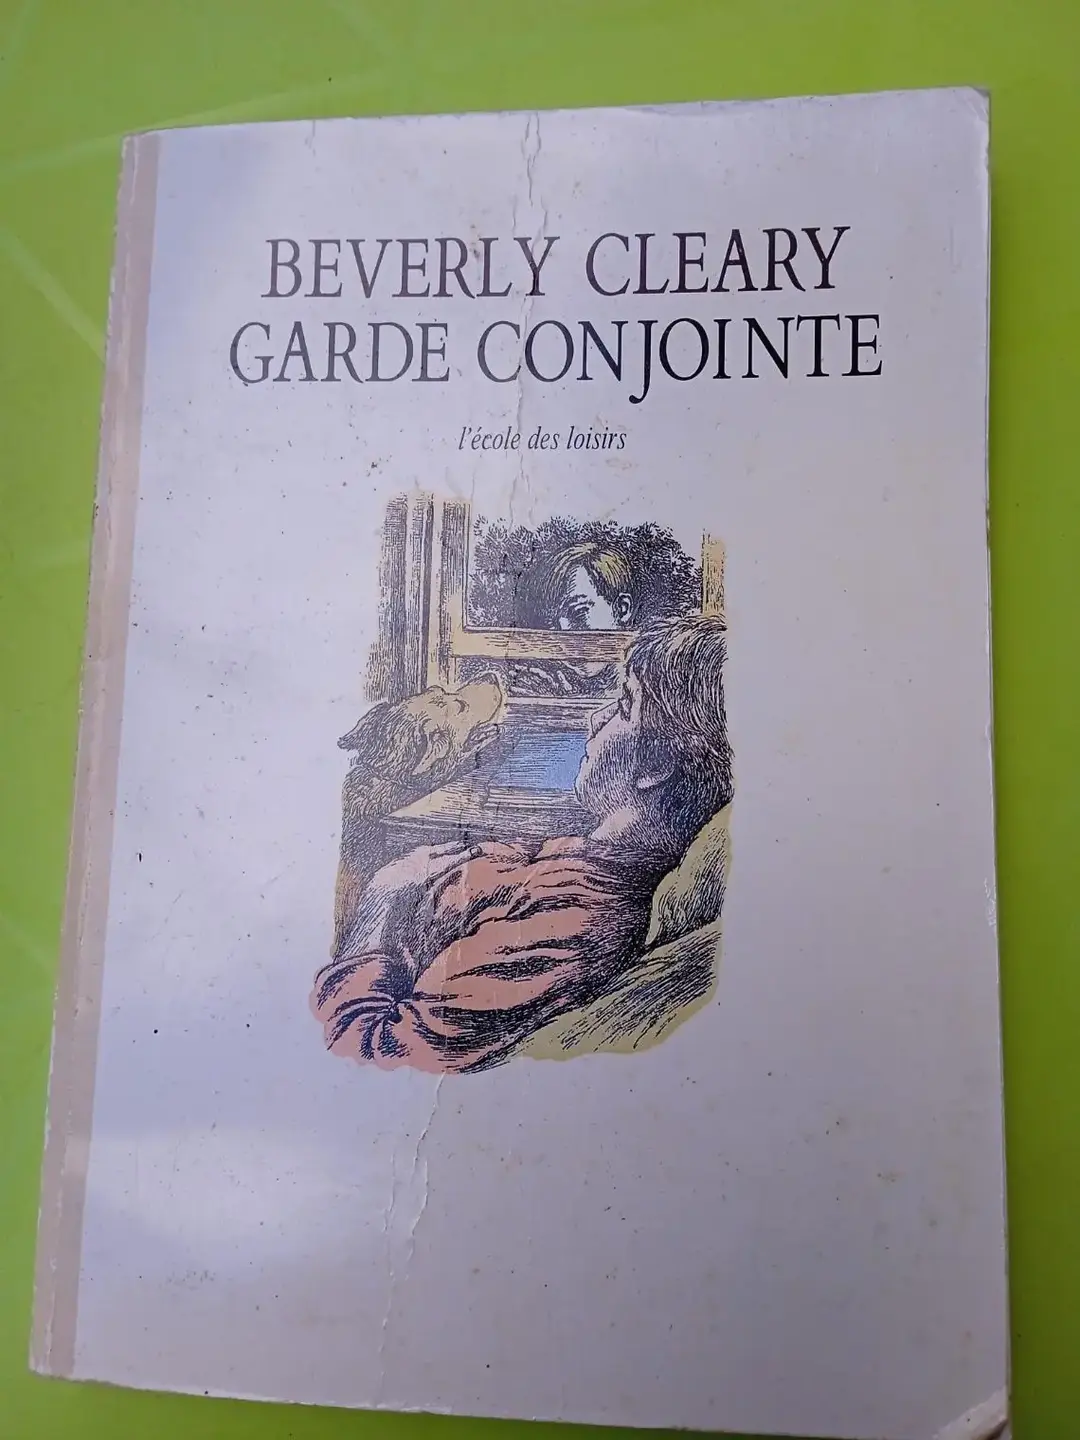 BEVERLY CLEARY
GARDE CONJOINTE
l'école des loisirs